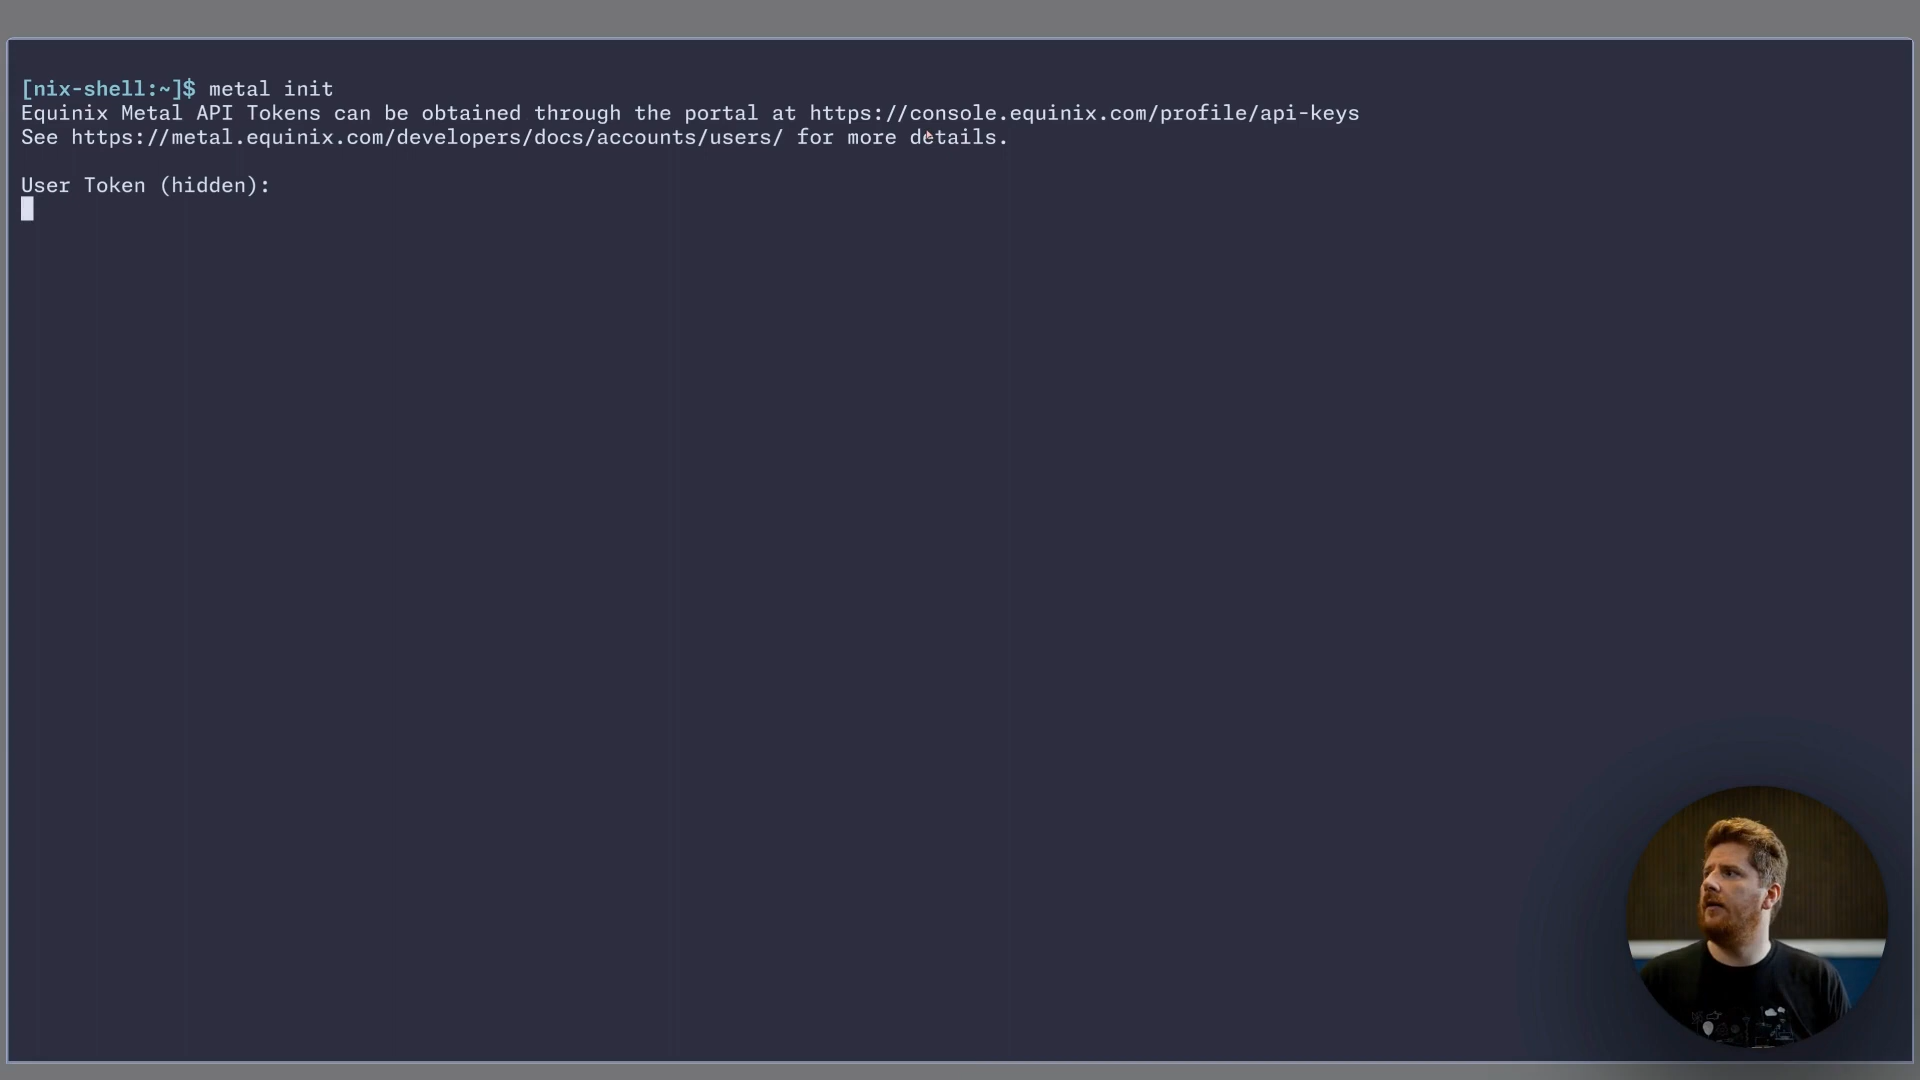 [nix-shell:~]$ metal init
Equinix Metal API Tokens can be obtained through the portal at https://console.equinix.com/profile/api-keys
See https://metal.equinix.com/developers/docs/accounts/users/ for more details.
User Token (hidden):